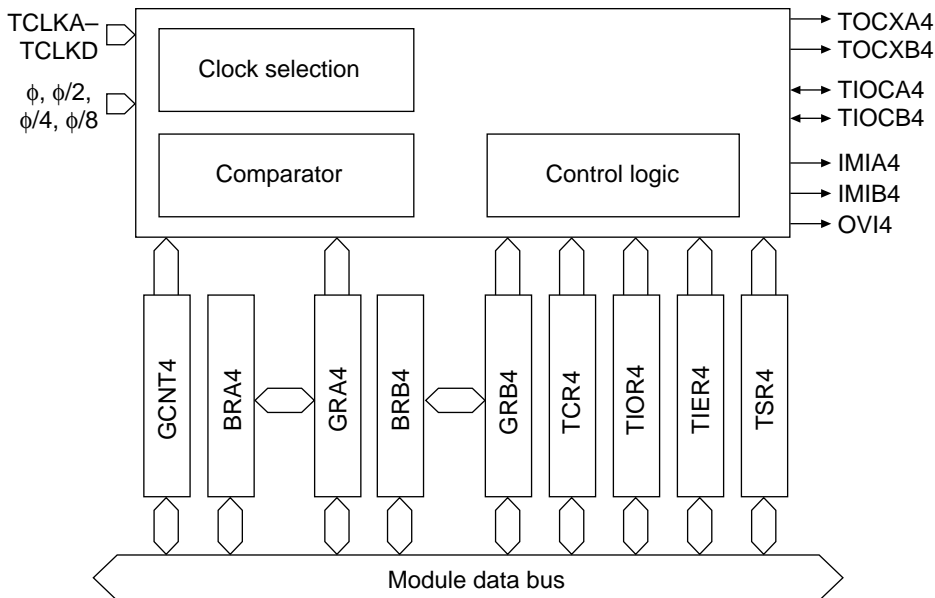 TCLKA–
TCLKD
ϕ, ϕ/2,
ϕ/4, ϕ/8
Clock selection
Comparator
Control logic
TOCXA4
TOCXB4
TIOCA4
TIOCB4
IMIA4
IMIB4
OVI4
GCNT4
BRA4
GRA4
BRB4
GRB4
TCR4
TIOR4
TIER4
TSR4
Module data bus